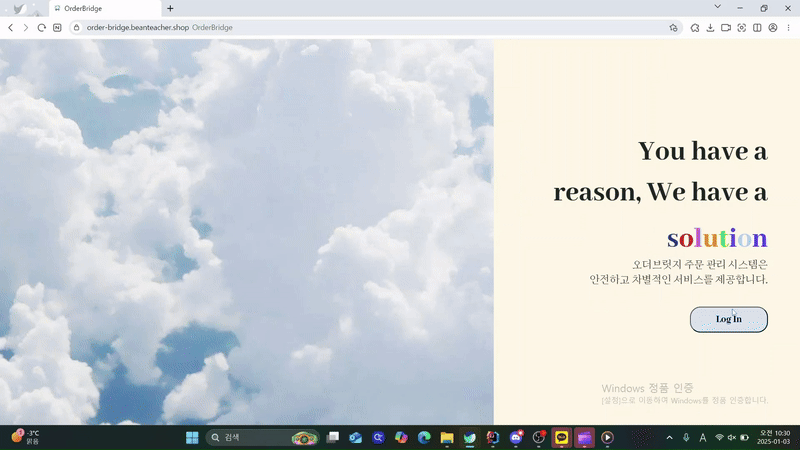 OrderBridge
order-bridge.beanteacher.shop OrderBridge
You have a
reason, We have a
solution
오더브릿지 주문 관리 시스템은
안전하고 차별적인 서비스를 제공합니다.
Log In
Windows 정품 인증
[설정]으로 이동하여 Windows를 정품 인증합니다.
-3°C
맑음
검색
A
오전 10:30
2025-01-03